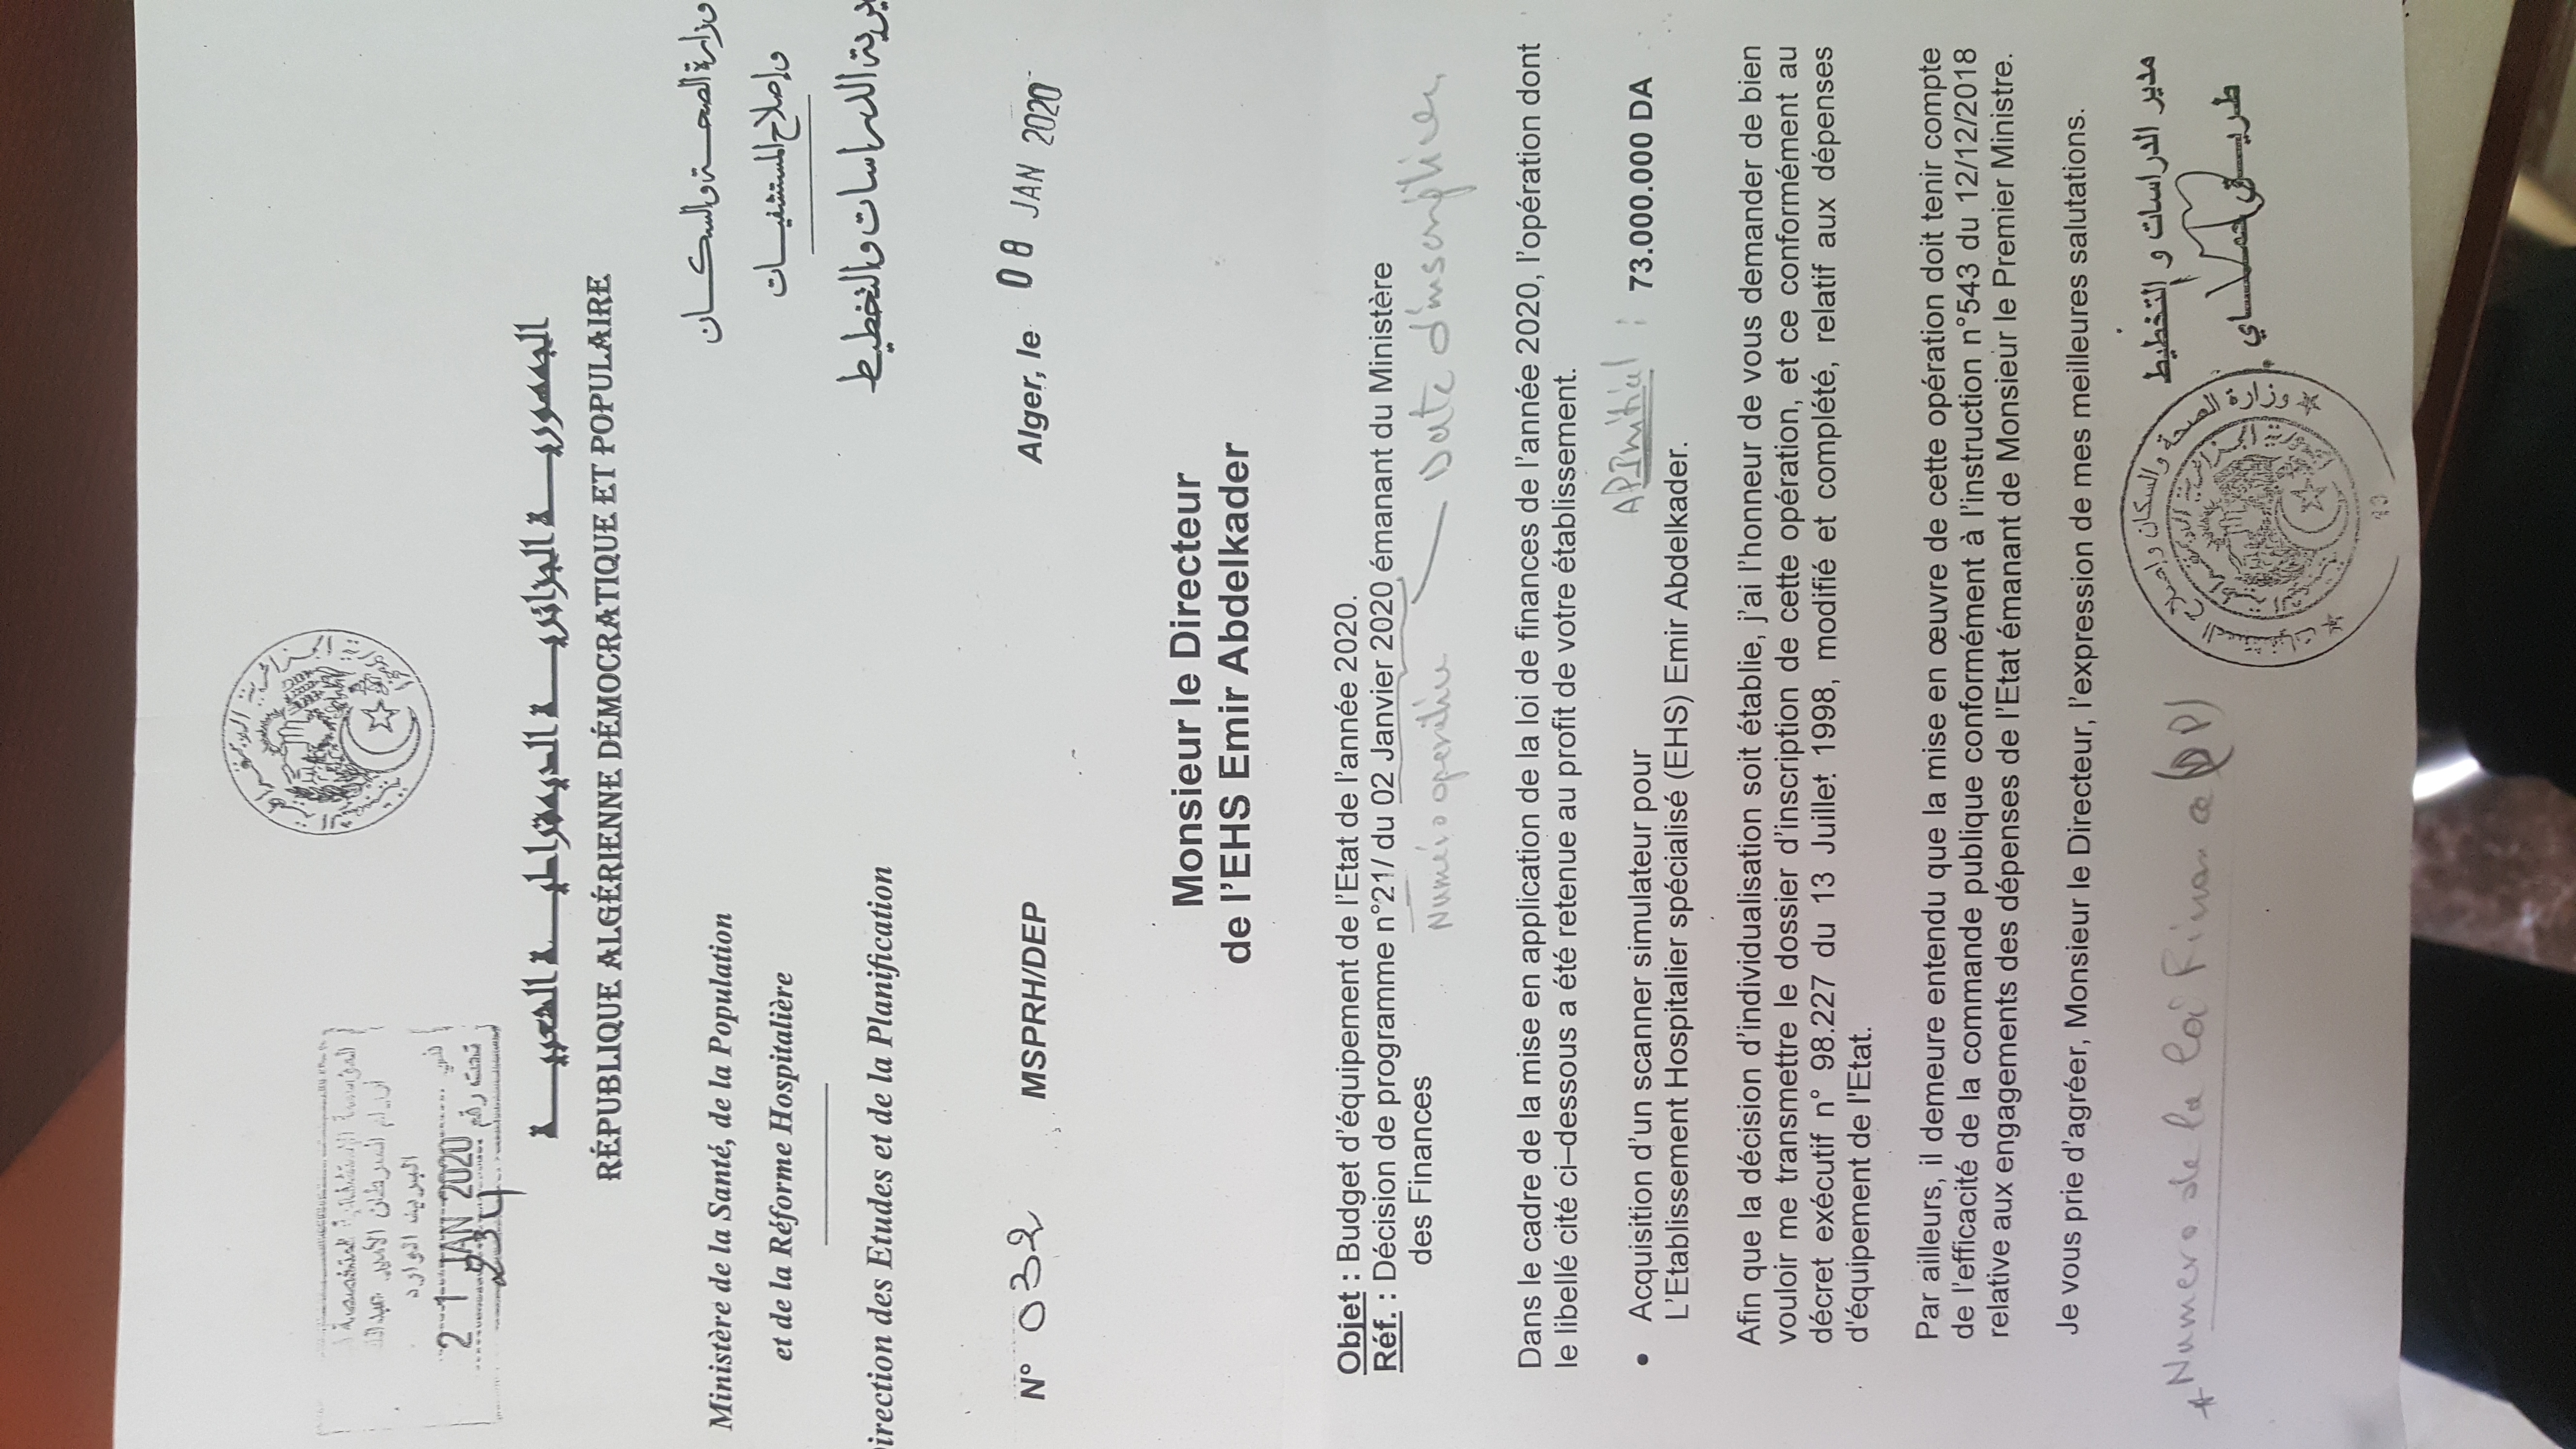 المؤسسة الإستشفائية المتخصصة
السرطان الأمير
البريد الوارد
في
21 JAN 2020
تحت رقم
234
الجمهورية الجزائرية الديمقراطية الشعبية
RÉPUBLIQUE ALGÉRIENNE DÉMOCRATIQUE ET POPULAIRE
Ministère de la Santé, de la Population
et de la Réforme Hospitalière
وزارة الصحة والسكان
وإصلاح المستشفيات
irection des Etudes et de la Planification
يرية الدراسات والتخطيط
N° 032 MSPRH/DEP
Alger, le 08 JAN 2020
Monsieur le Directeur
de l'EHS Emir Abdelkader
Objet : Budget d'équipement de l'Etat de l'année 2020.
Réf. : Décision de programme n°21/ du 02 Janvier 2020 émanant du Ministère
des Finances
Numéro operation
Date d'inscription
Dans le cadre de la mise en application de la loi de finances de l'année 2020, l'opération dont
le libellé cité ci–dessous a été retenue au profit de votre établissement.
• Acquisition d'un scanner simulateur pour AP Initial : 73.000.000 DA
L'Etablissement Hospitalier spécialisé (EHS) Emir Abdelkader.
Afin que la décision d'individualisation soit établie, j'ai l'honneur de vous demander de bien
vouloir me transmettre le dossier d'inscription de cette opération, et ce conformément au
décret exécutif n° 98.227 du 13 Juillet 1998, modifié et complété, relatif aux dépenses
d'équipement de l'Etat.
Par ailleurs, il demeure entendu que la mise en œuvre de cette opération doit tenir compte
de l'efficacité de la commande publique conformément à l'instruction n°543 du 12/12/2018
relative aux engagements des dépenses de l'Etat émanant de Monsieur le Premier Ministre.
Je vous prie d'agréer, Monsieur le Directeur, l'expression de mes meilleures salutations.
مدير الدراسات و التخطيط
* Numero de la loi Finance (DP)
وزارة الصحة والسكان وإصلاح المستشفيات
طريق
13